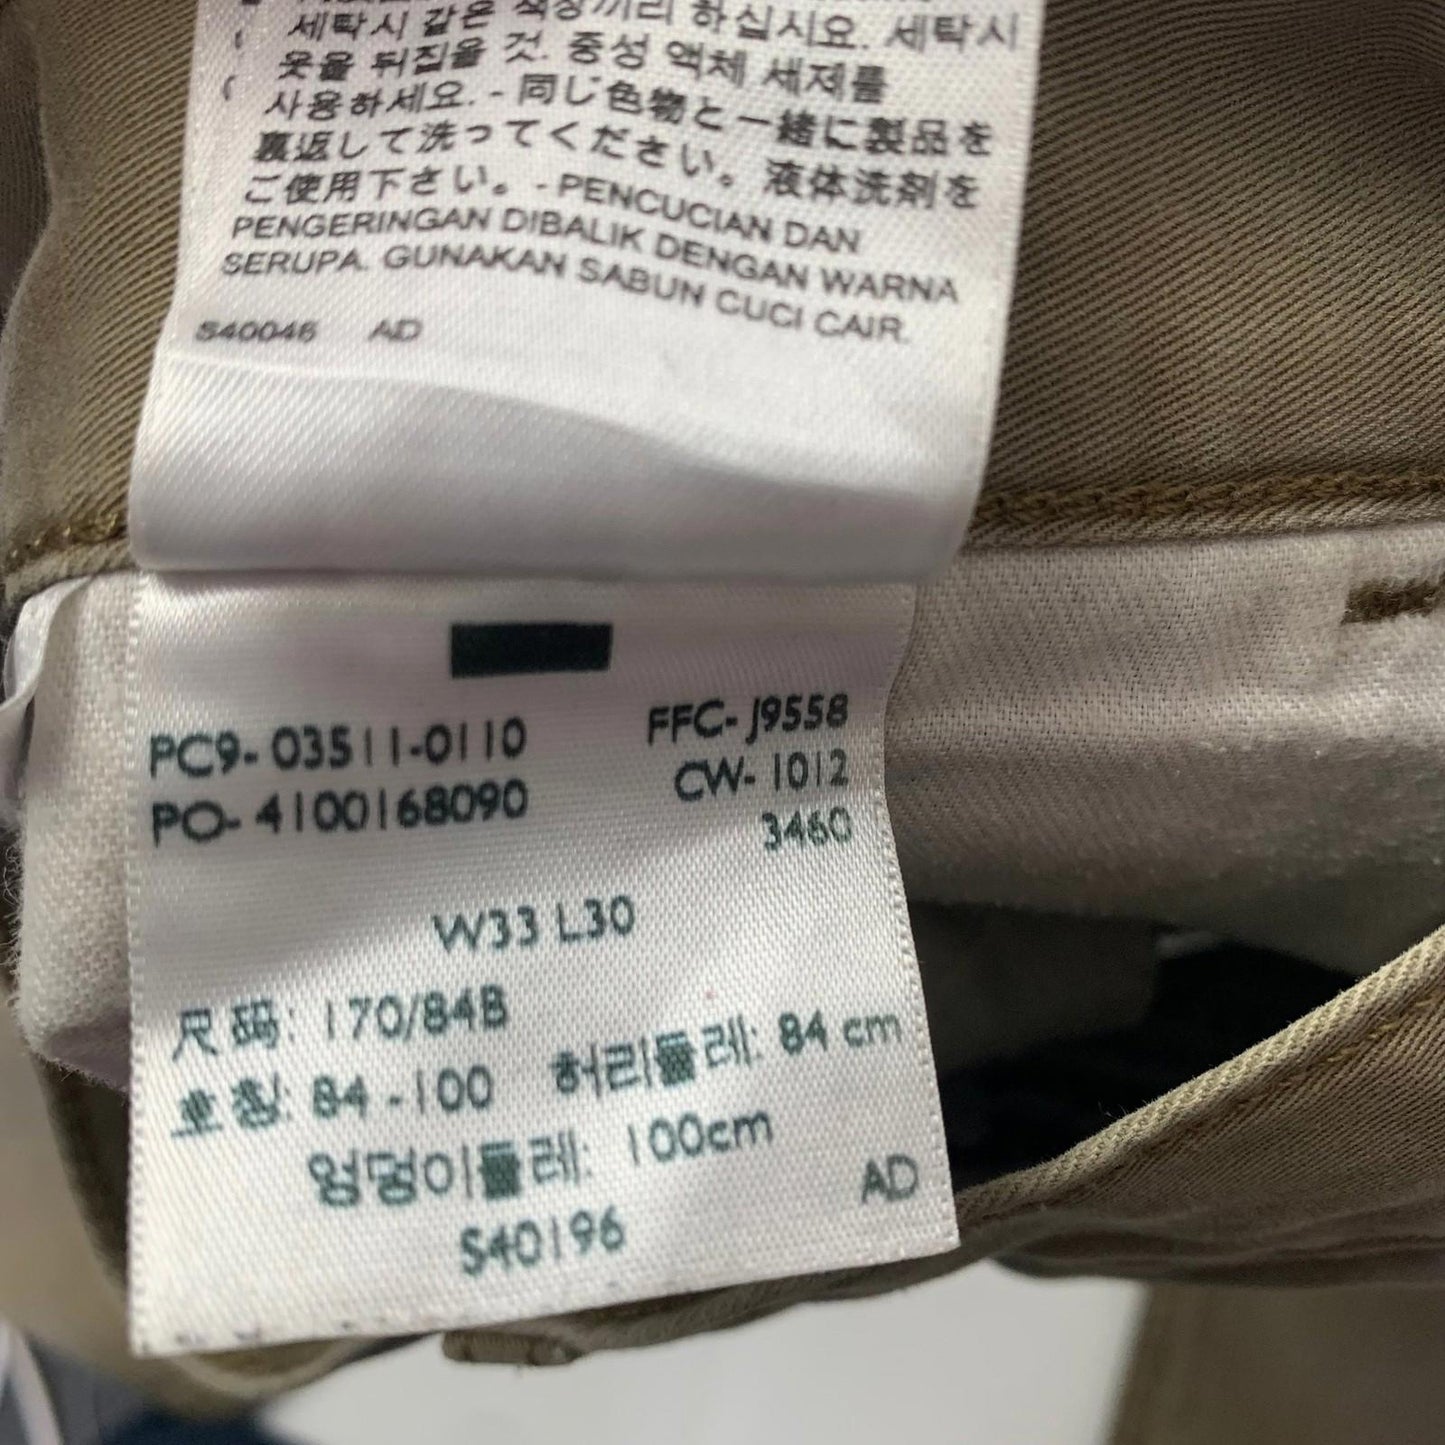 세탁시 같은 색상끼리 하십시요. 세탁시
옷을 뒤집을 것. 중성 액체 세제를
사용하세요. - 同じ色物と一緒に製品を
裏返して洗ってください。液体洗剤を
ご使用下さい。- PENCUCIAN DAN
PENGERINGAN DIBALIK DENGAN WARNA
SERUPA. GUNAKAN SABUN CUCI CAIR.
S40046 AD
PC9- 03511-0110 FFC- J9558
PO- 4100168090 CW- 1012
3460
W33 L30
尺码: 170/84B
호칭: 84 -100 허리둘레: 84 cm
엉덩이둘레: 100cm
AD
S40196